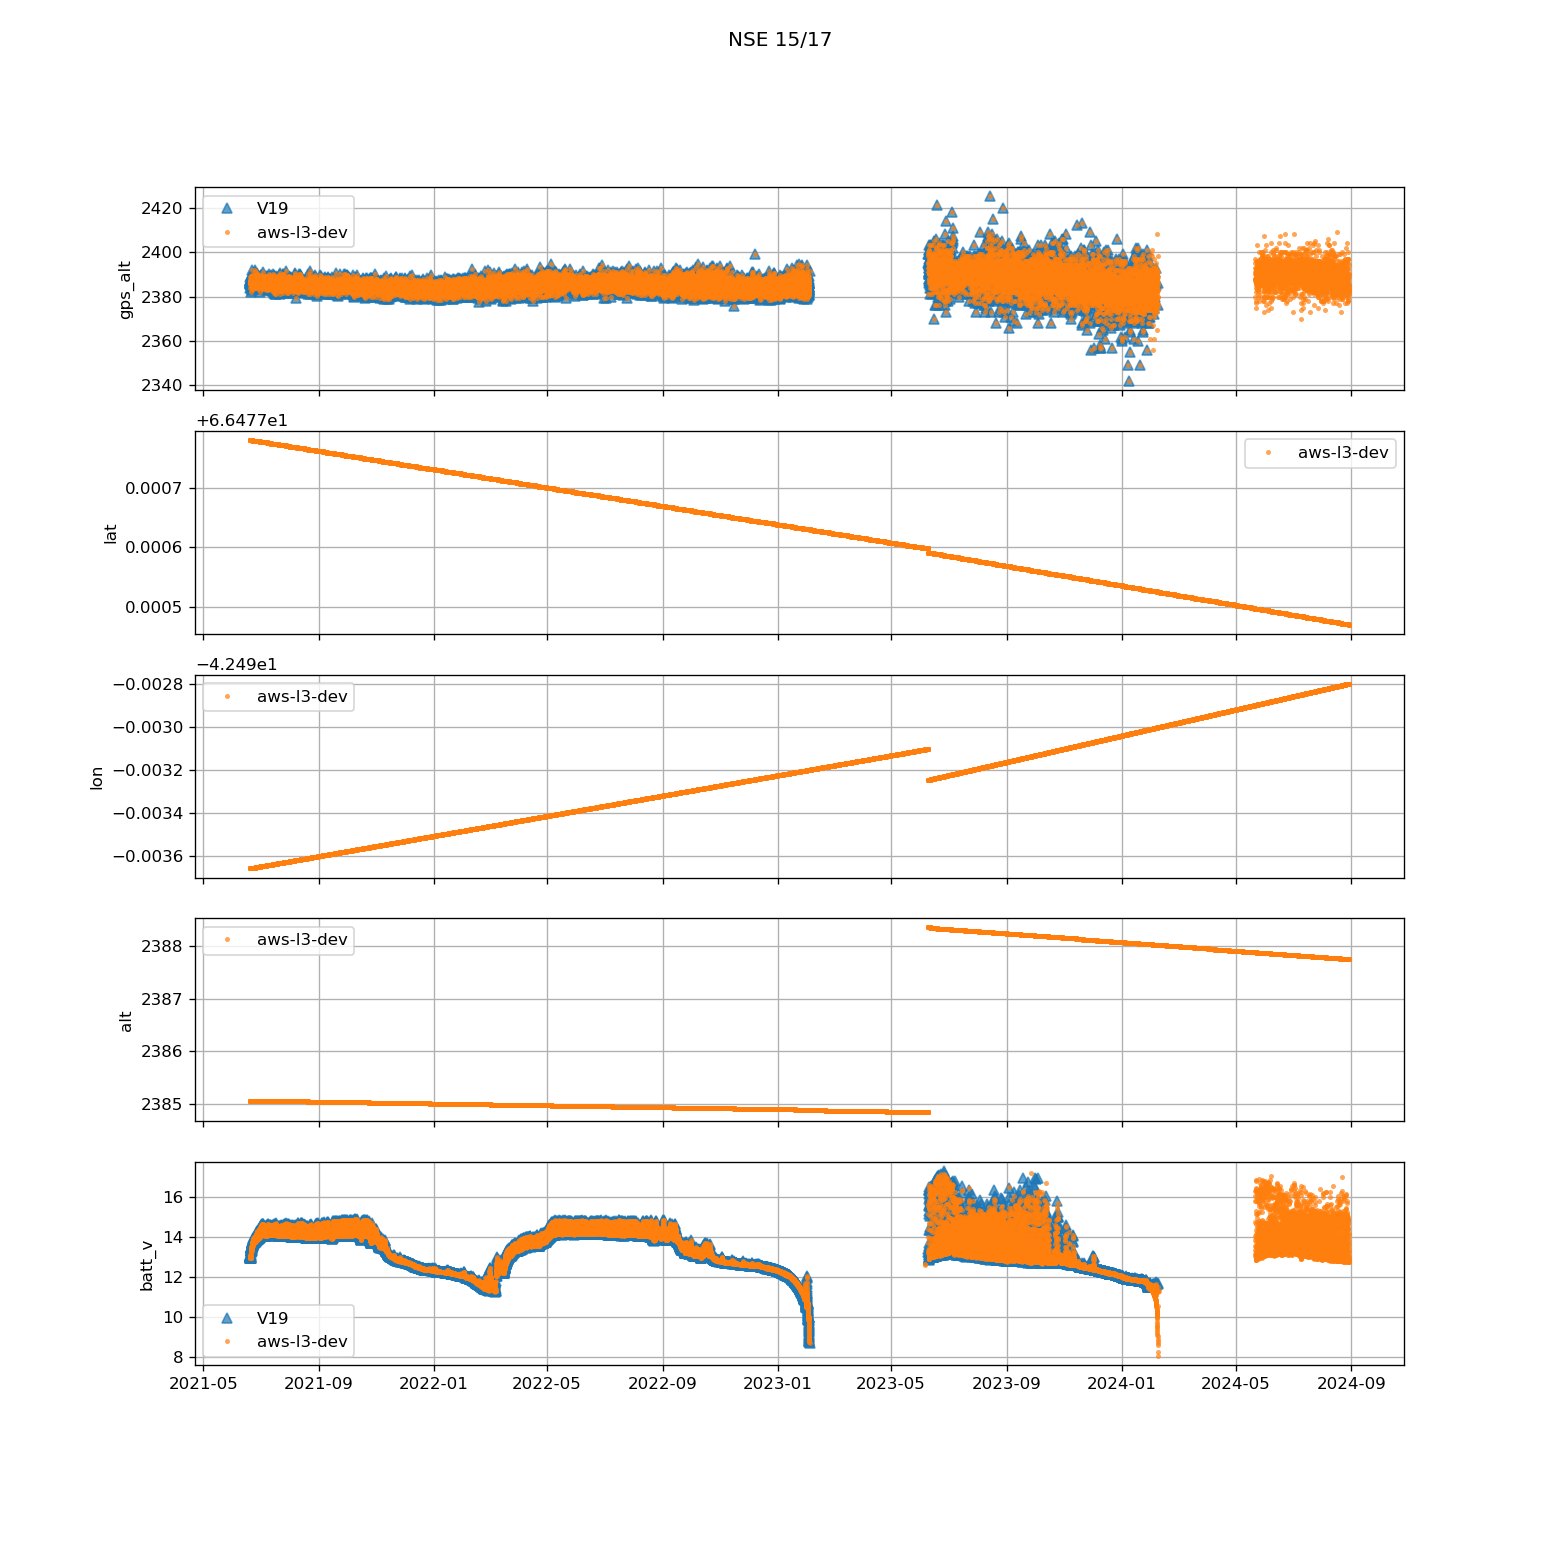 NSE 15/17
V19
aws-l3-dev
gps_alt
2420
2400
2380
2360
2340
+6.6477e1
aws-l3-dev
lat
0.0007
0.0006
0.0005
−4.249e1
aws-l3-dev
lon
−0.0028
−0.0030
−0.0032
−0.0034
−0.0036
aws-l3-dev
alt
2388
2387
2386
2385
batt_v
16
14
12
10
8
V19
aws-l3-dev
2021-05 2021-09 2022-01 2022-05 2022-09 2023-01 2023-05 2023-09 2024-01 2024-05 2024-09